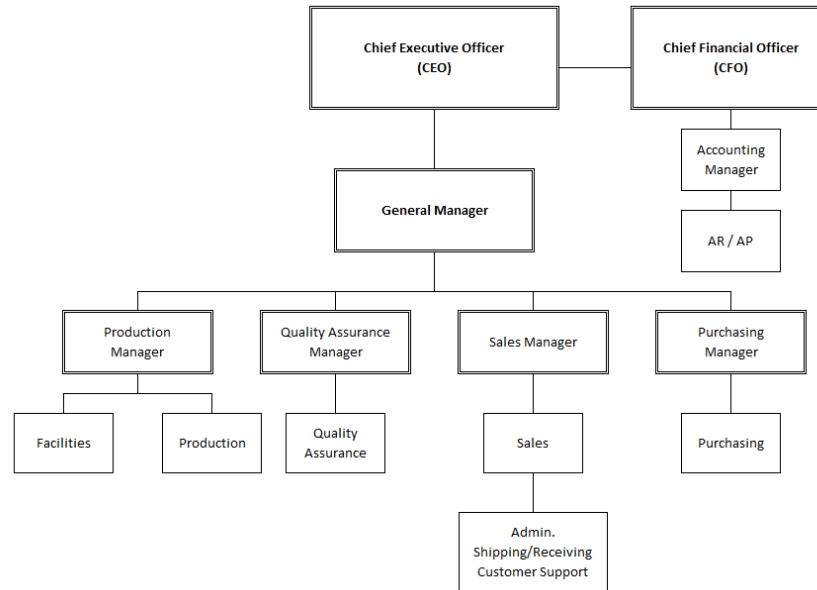 Chief Executive Officer
(CEO)
Chief Financial Officer
(CFO)
Accounting
Manager
General Manager
AR / AP
Production
Manager
Quality Assurance
Manager
Sales Manager
Purchasing
Manager
Facilities
Production
Quality
Assurance
Sales
Purchasing
Admin.
Shipping/Receiving
Customer Support